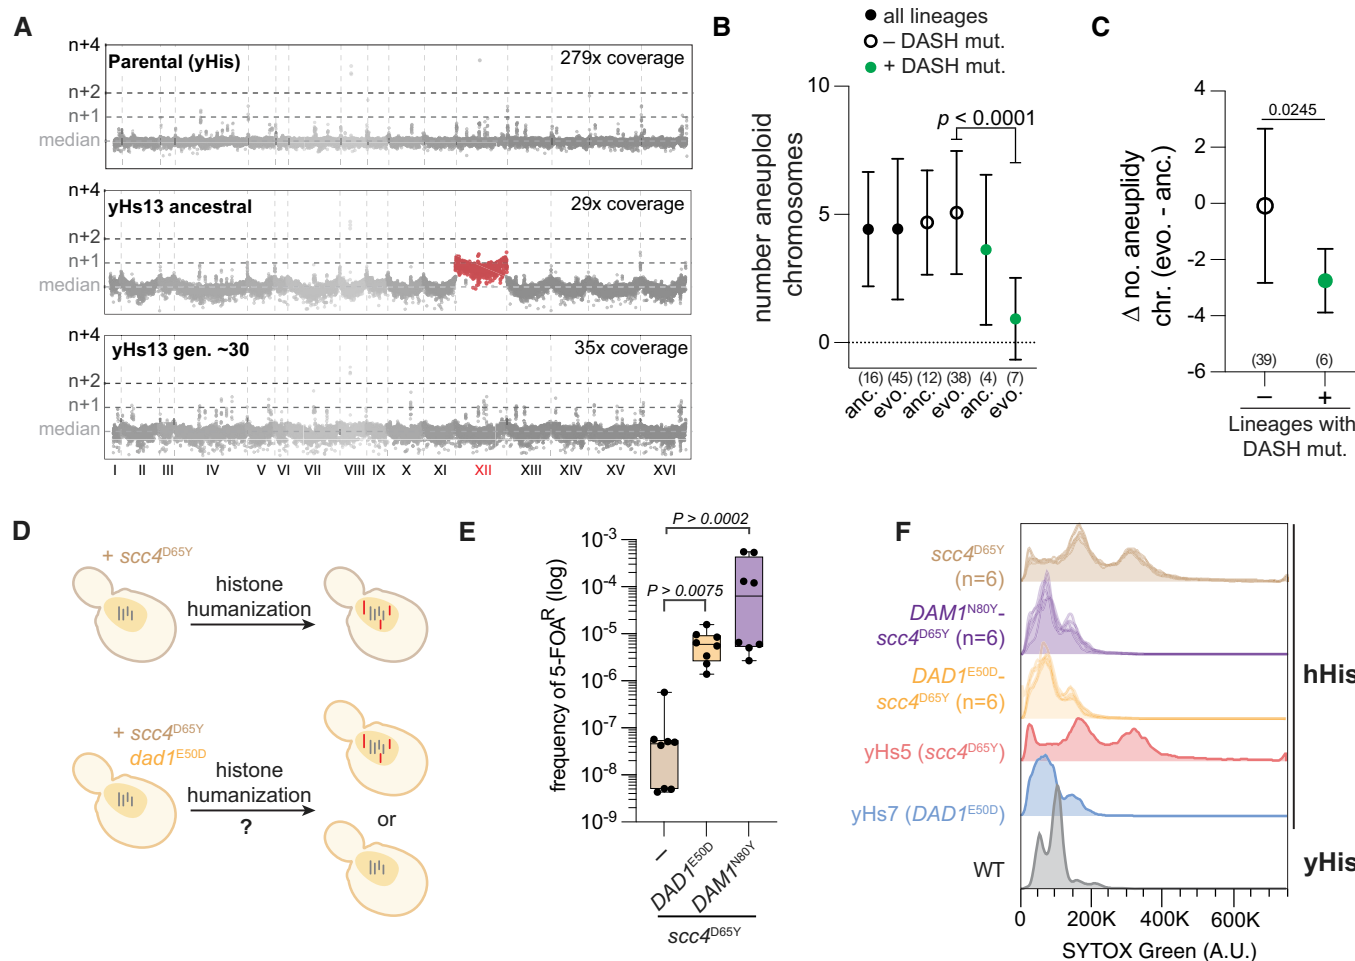 A
n+4
Parental (yHis)
279x coverage
n+2
n+1
median
n+4
yHs13 ancestral
29x coverage
n+2
n+1
median
n+4
yHs13 gen. ~30
35x coverage
n+2
n+1
median
I II III IV V VI VII VIII IX X XI XII XIII XIV XV XVI
B
all lineages
– DASH mut.
+ DASH mut.
number aneuploid
chromosomes
10
5
0
p < 0.0001
(16) (45) (12) (38) (4) (7)
anc. evo. anc. evo. anc. evo.
C
Δ no. aneuplidy
chr. (evo. - anc.)
4
2
0
-2
-4
-6
0.0245
(39) (6)
– +
Lineages with
DASH mut.
D
+ scc4D65Y
histone
humanization
+ scc4D65Y
dad1E50D
histone
humanization
?
or
E
frequency of 5-FOAR (log)
10-3
10-4
10-5
10-6
10-7
10-8
10-9
P > 0.0002
P > 0.0075
–
DAD1E50D
DAM1N80Y
scc4D65Y
F
scc4D65Y
(n=6)
DAM1N80Y-
scc4D65Y (n=6)
DAD1E50D-
scc4D65Y (n=6)
yHs5 (scc4D65Y)
yHs7 (DAD1E50D)
WT
hHis
yHis
0 200K 400K 600K
SYTOX Green (A.U.)